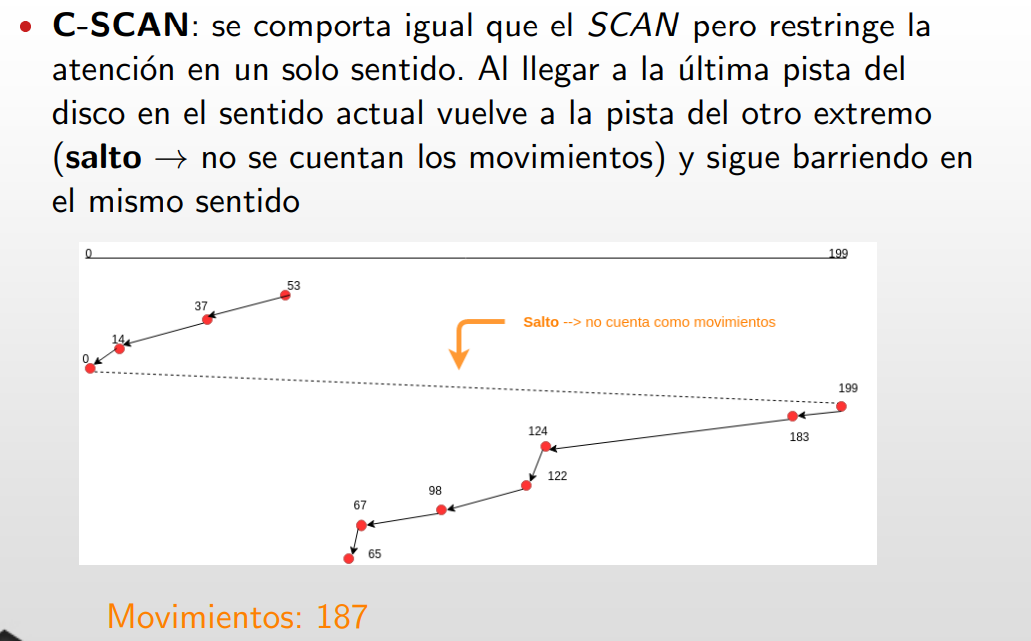 • C-SCAN: se comporta igual que el SCAN pero restringe la
atención en un solo sentido. Al llegar a la última pista del
disco en el sentido actual vuelve a la pista del otro extremo
(salto → no se cuentan los movimientos) y sigue barriendo en
el mismo sentido
0 199
53
37
Salto --> no cuenta como movimientos
14
0
199
124
183
122
98
67
65
Movimientos: 187